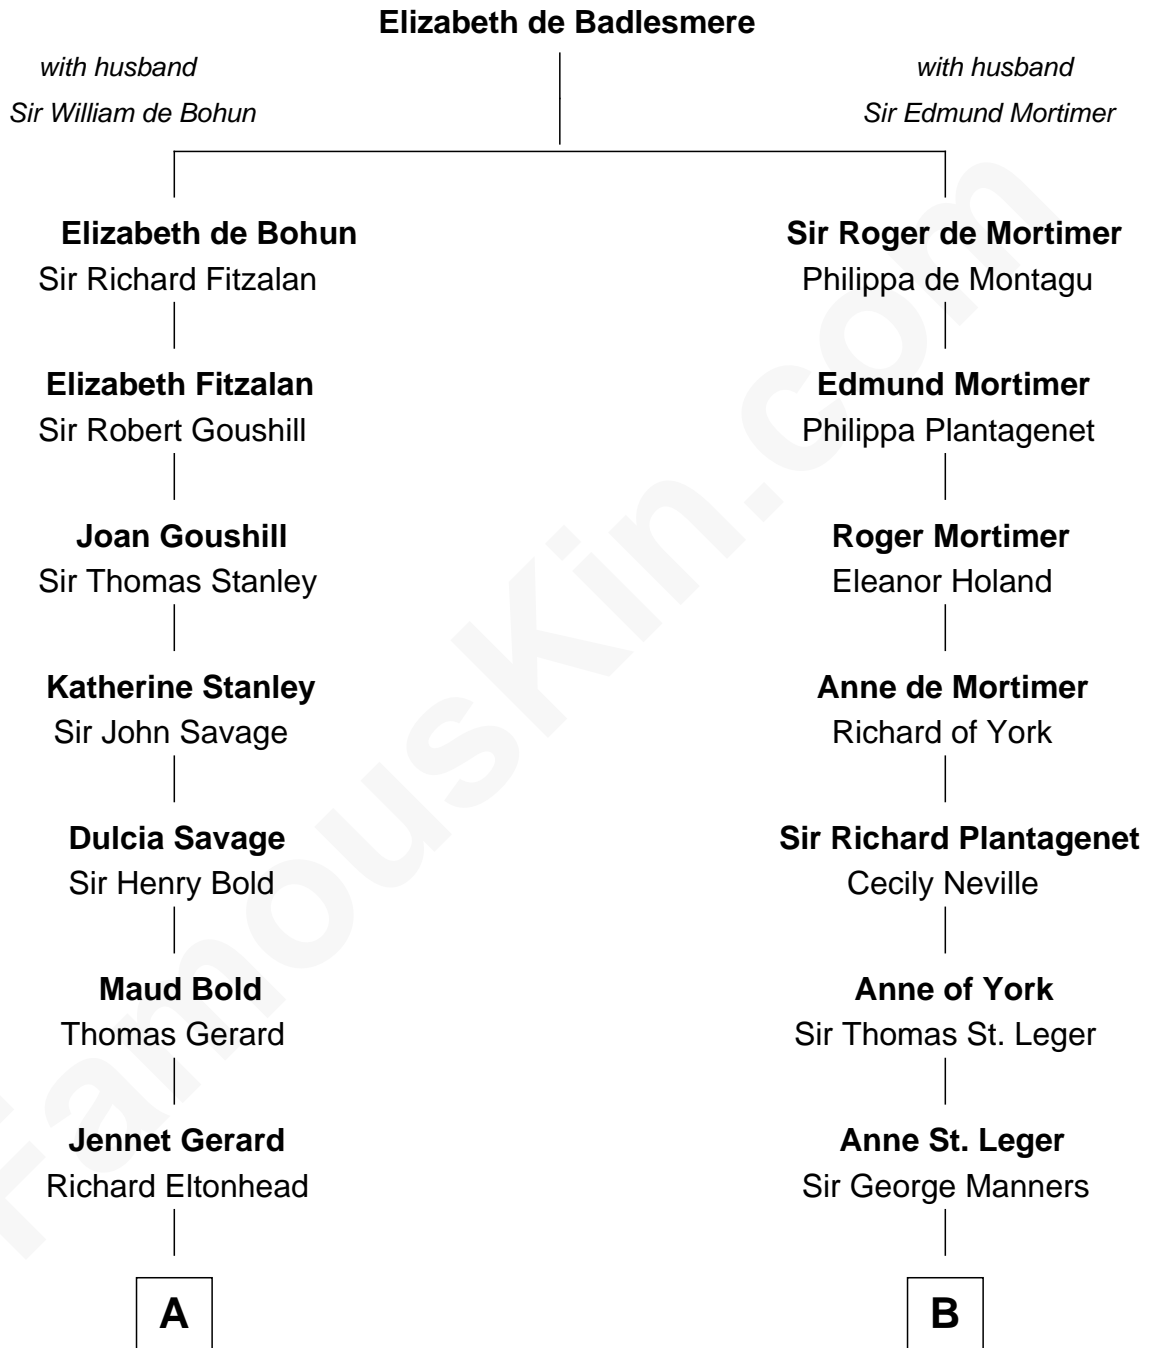 Elizabeth de Badlesmere
with husband
Sir William de Bohun
with husband
Sir Edmund Mortimer
Elizabeth de Bohun
Sir Richard Fitzalan
Sir Roger de Mortimer
Philippa de Montagu
Elizabeth Fitzalan
Sir Robert Goushill
Edmund Mortimer
Philippa Plantagenet
Joan Goushill
Sir Thomas Stanley
Roger Mortimer
Eleanor Holand
Katherine Stanley
Sir John Savage
Anne de Mortimer
Richard of York
Dulcia Savage
Sir Henry Bold
Sir Richard Plantagenet
Cecily Neville
Maud Bold
Thomas Gerard
Anne of York
Sir Thomas St. Leger
Jennet Gerard
Richard Eltonhead
Anne St. Leger
Sir George Manners
A
B
FamousKin.com